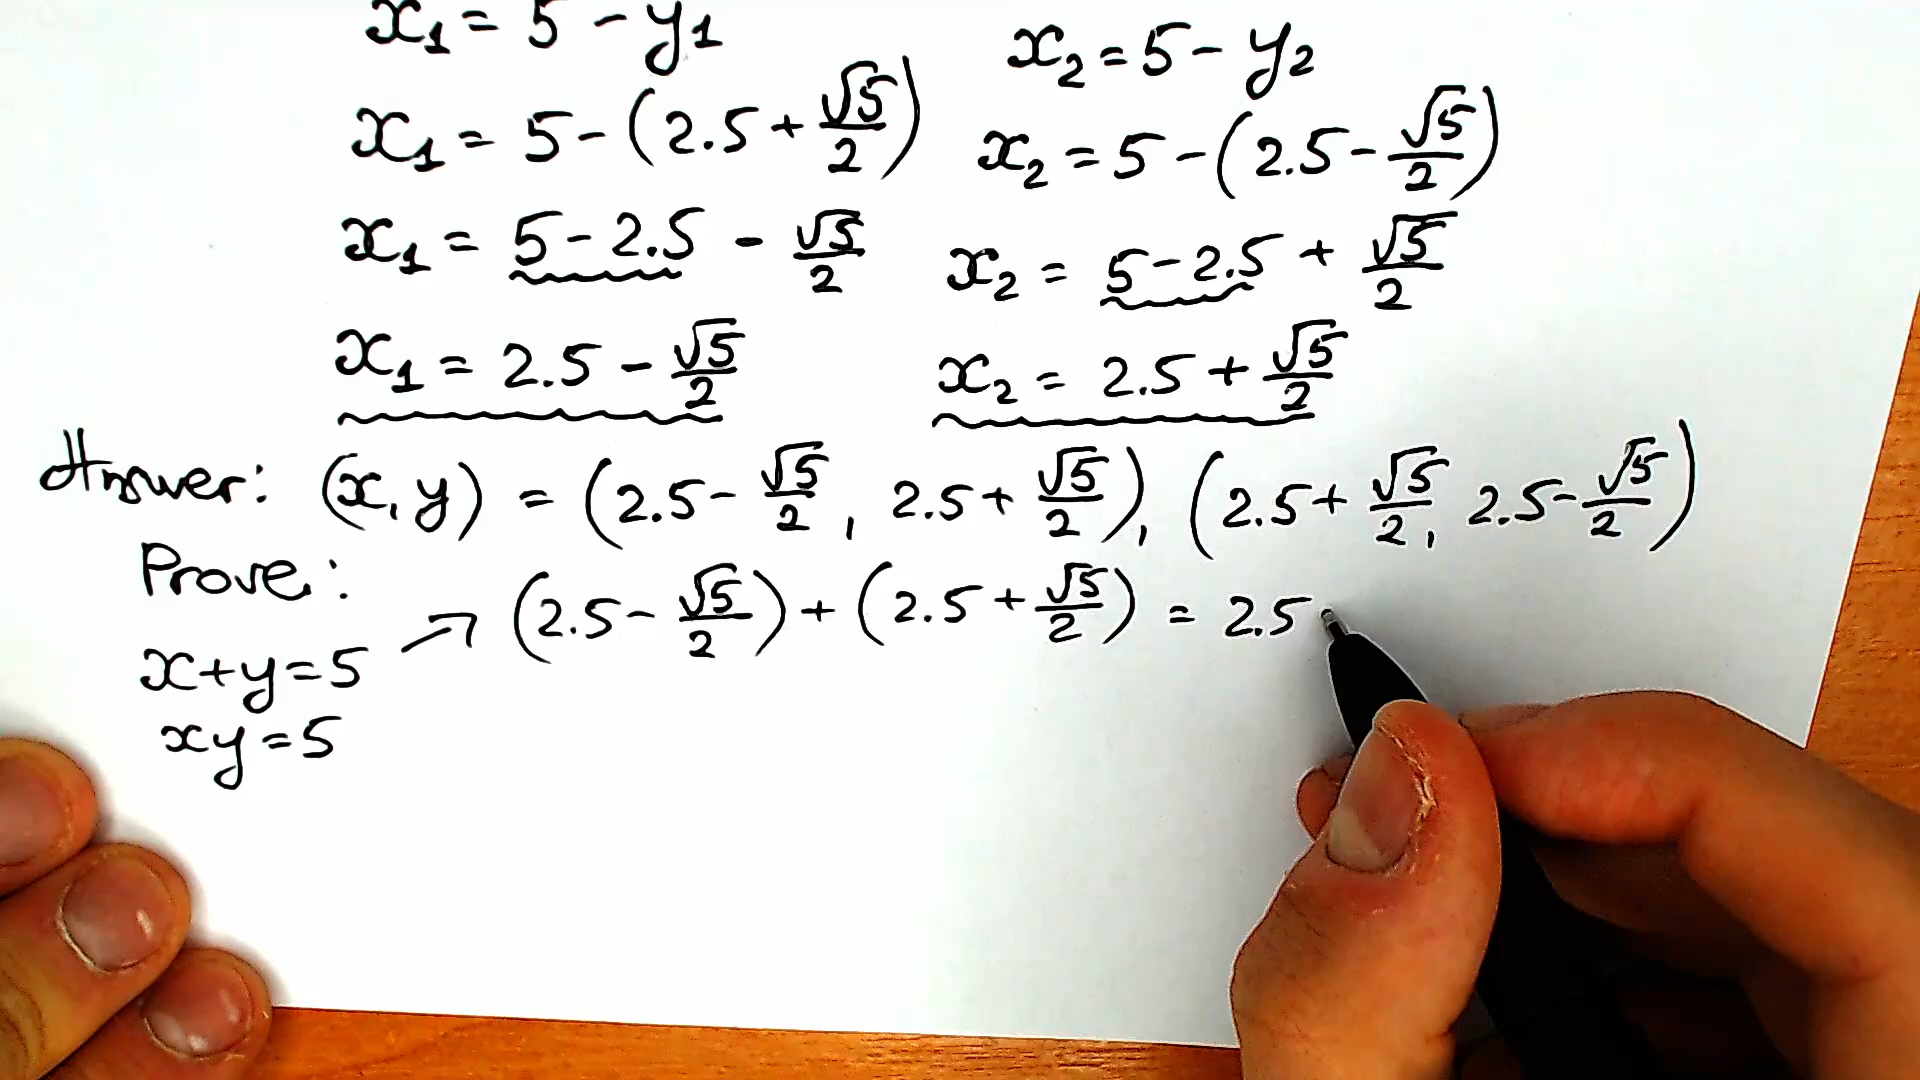 x₁ = 5 - y₁
x₂ = 5 - y₂
x₁ = 5 - (2.5 + √5/2)
x₂ = 5 - (2.5 - √5/2)
x₁ = 5 - 2.5 - √5/2
x₂ = 5 - 2.5 + √5/2
x₁ = 2.5 - √5/2
x₂ = 2.5 + √5/2
Answer: (x, y) = (2.5 - √5/2, 2.5 + √5/2), (2.5 + √5/2, 2.5 - √5/2)
Prove:
x+y=5 ↗ (2.5 - √5/2) + (2.5 + √5/2) = 2.5
xy=5